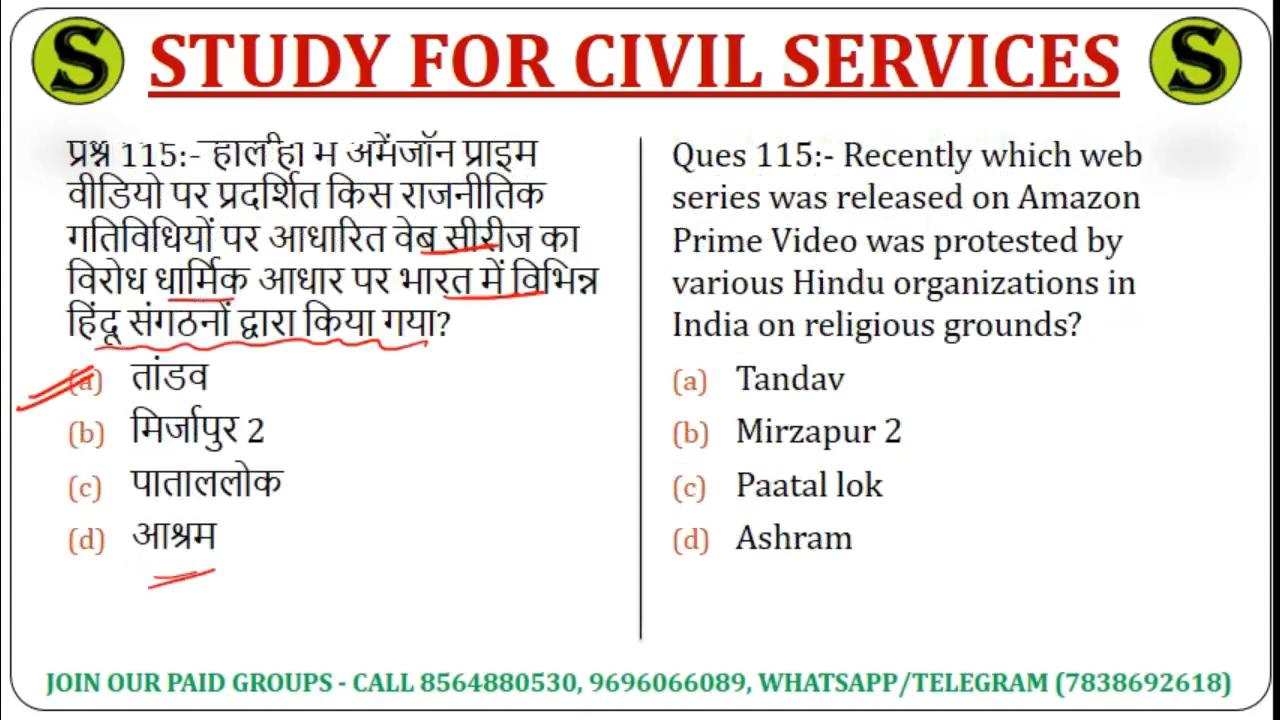 S STUDY FOR CIVIL SERVICES S
प्रश्न 115:- हाल ही में अमेंजॉन प्राइम
वीडियो पर प्रदर्शित किस राजनीतिक
गतिविधियों पर आधारित वेब सीरीज का
विरोध धार्मिक आधार पर भारत में विभिन्न
हिंदू संगठनों द्वारा किया गया?
(a) तांडव
(b) मिर्जापुर 2
(c) पाताललोक
(d) आश्रम
Ques 115:- Recently which web
series was released on Amazon
Prime Video was protested by
various Hindu organizations in
India on religious grounds?
(a) Tandav
(b) Mirzapur 2
(c) Paatal lok
(d) Ashram
JOIN OUR PAID GROUPS - CALL 8564880530, 9696066089, WHATSAPP/TELEGRAM (7838692618)